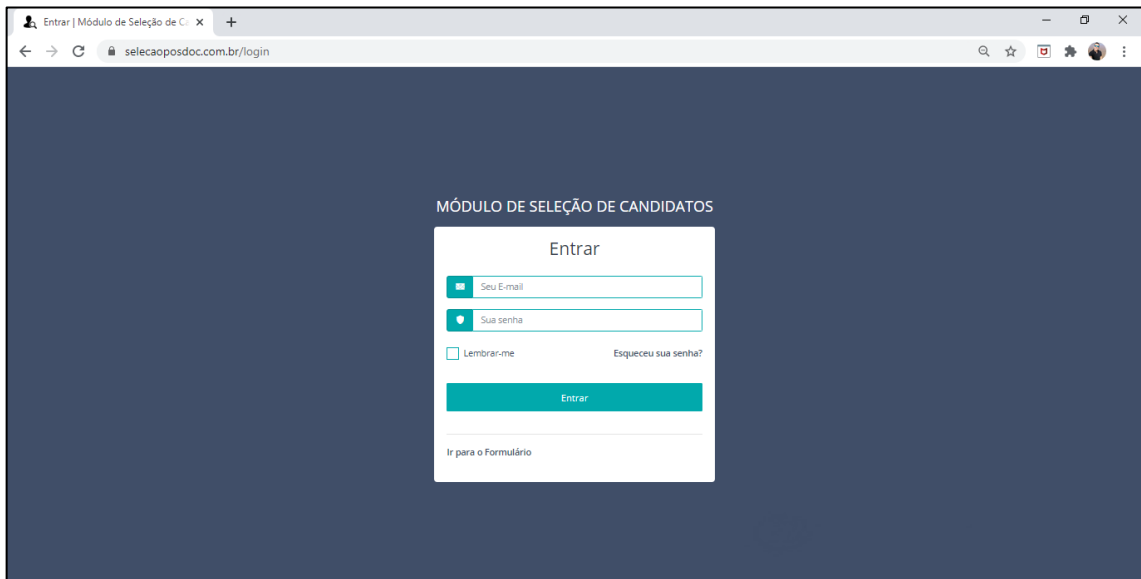 Entrar | Módulo de Seleção de Ca
selecaoposdoc.com.br/login
MÓDULO DE SELEÇÃO DE CANDIDATOS
Entrar
Seu E-mail
Sua senha
Lembrar-me Esqueceu sua senha?
Entrar
Ir para o Formulário